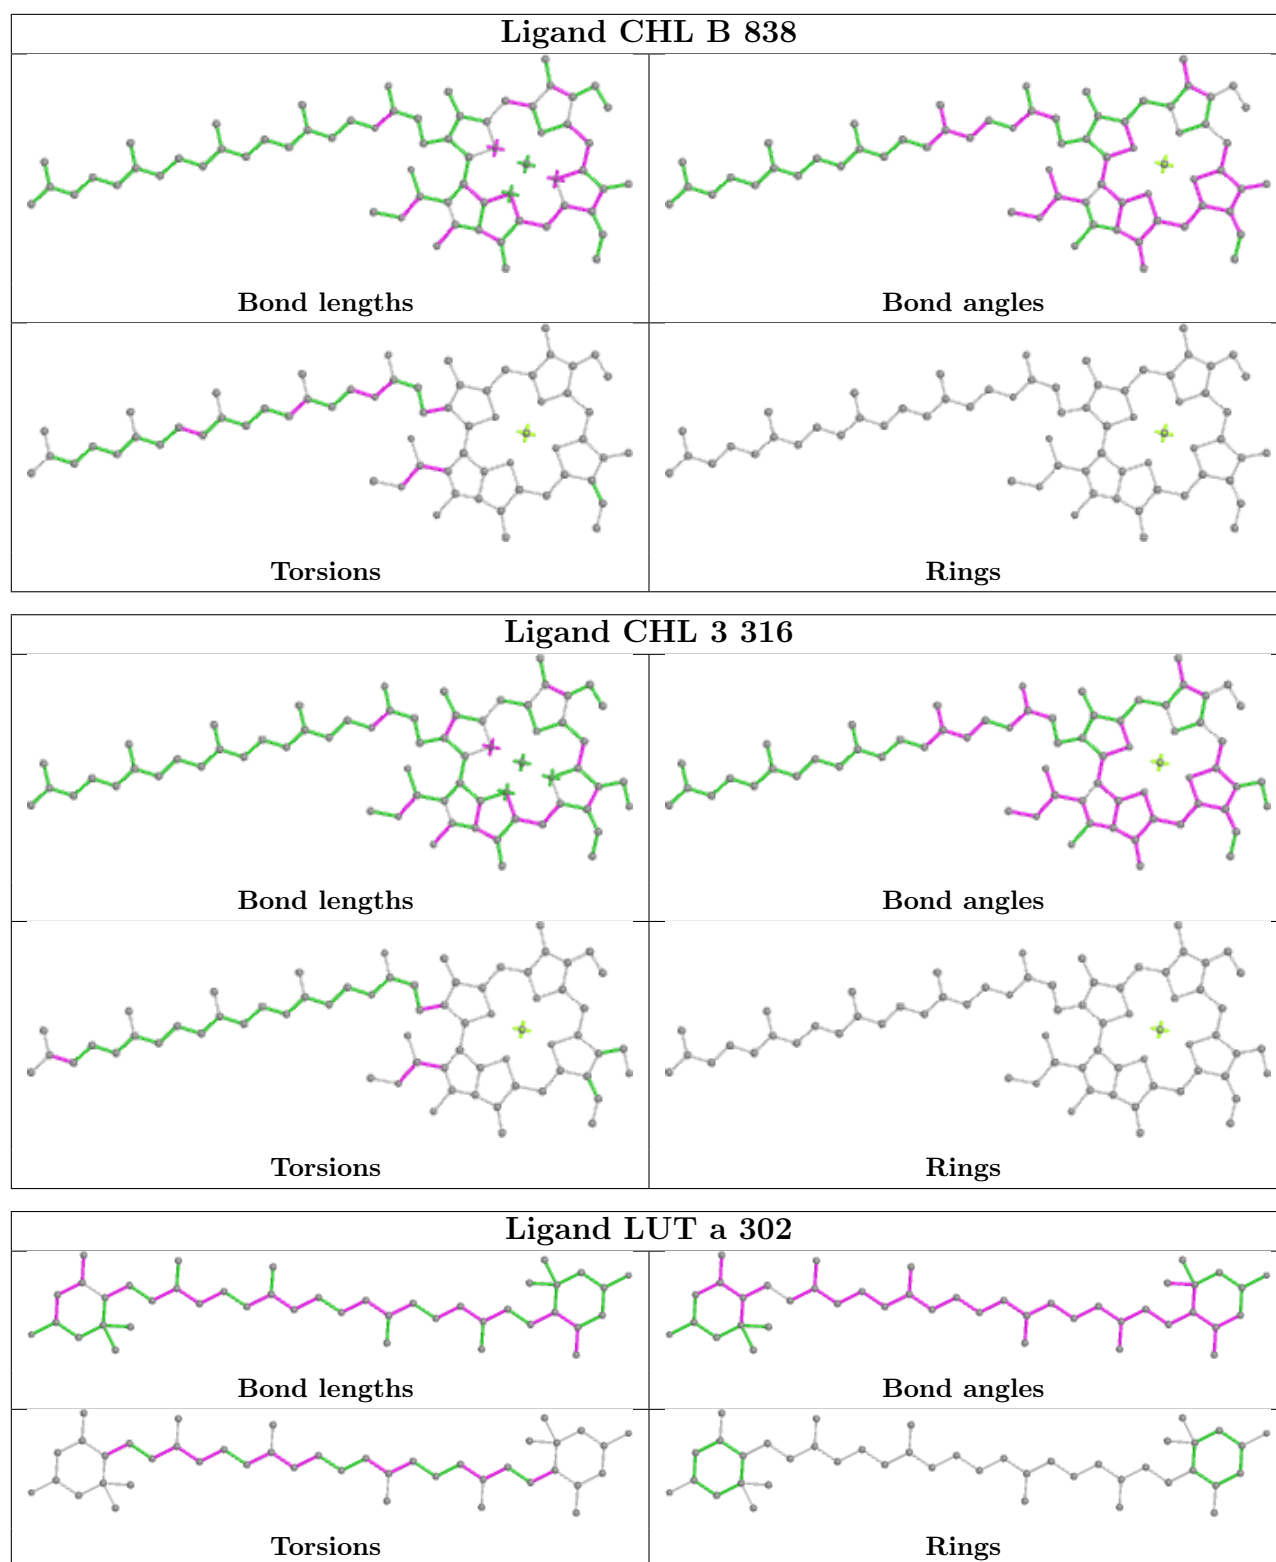 Ligand CHL B 838
Bond lengths
Bond angles
Torsions
Rings
Ligand CHL 3 316
Bond lengths
Bond angles
Torsions
Rings
Ligand LUT a 302
Bond lengths
Bond angles
Torsions
Rings